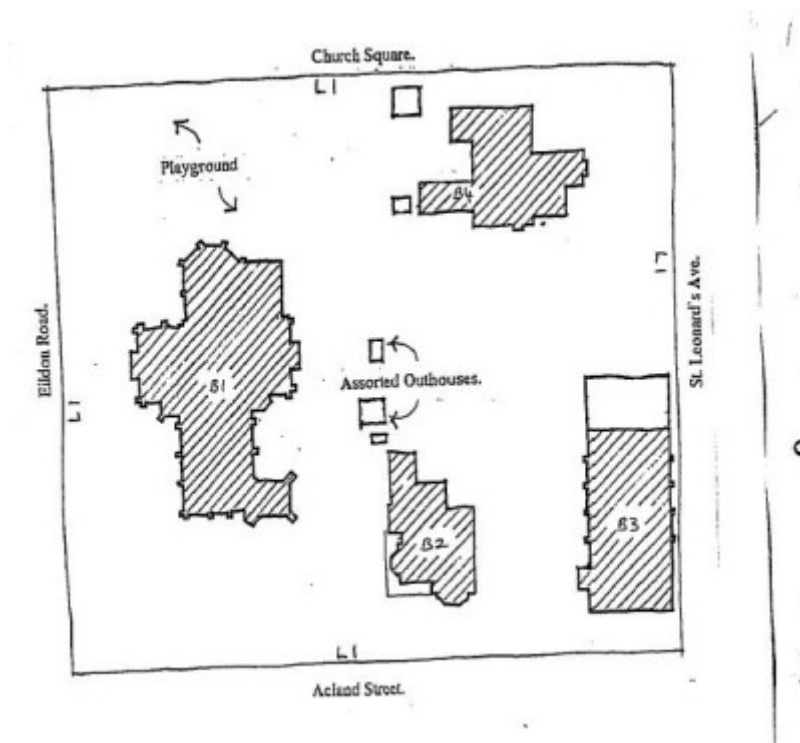 Church Square.
L1
Playground
B4
L1
St. Leonard's Ave.
Eildon Road.
Assorted Outhouses.
B1
L1
B2
B3
L1
Acland Street.